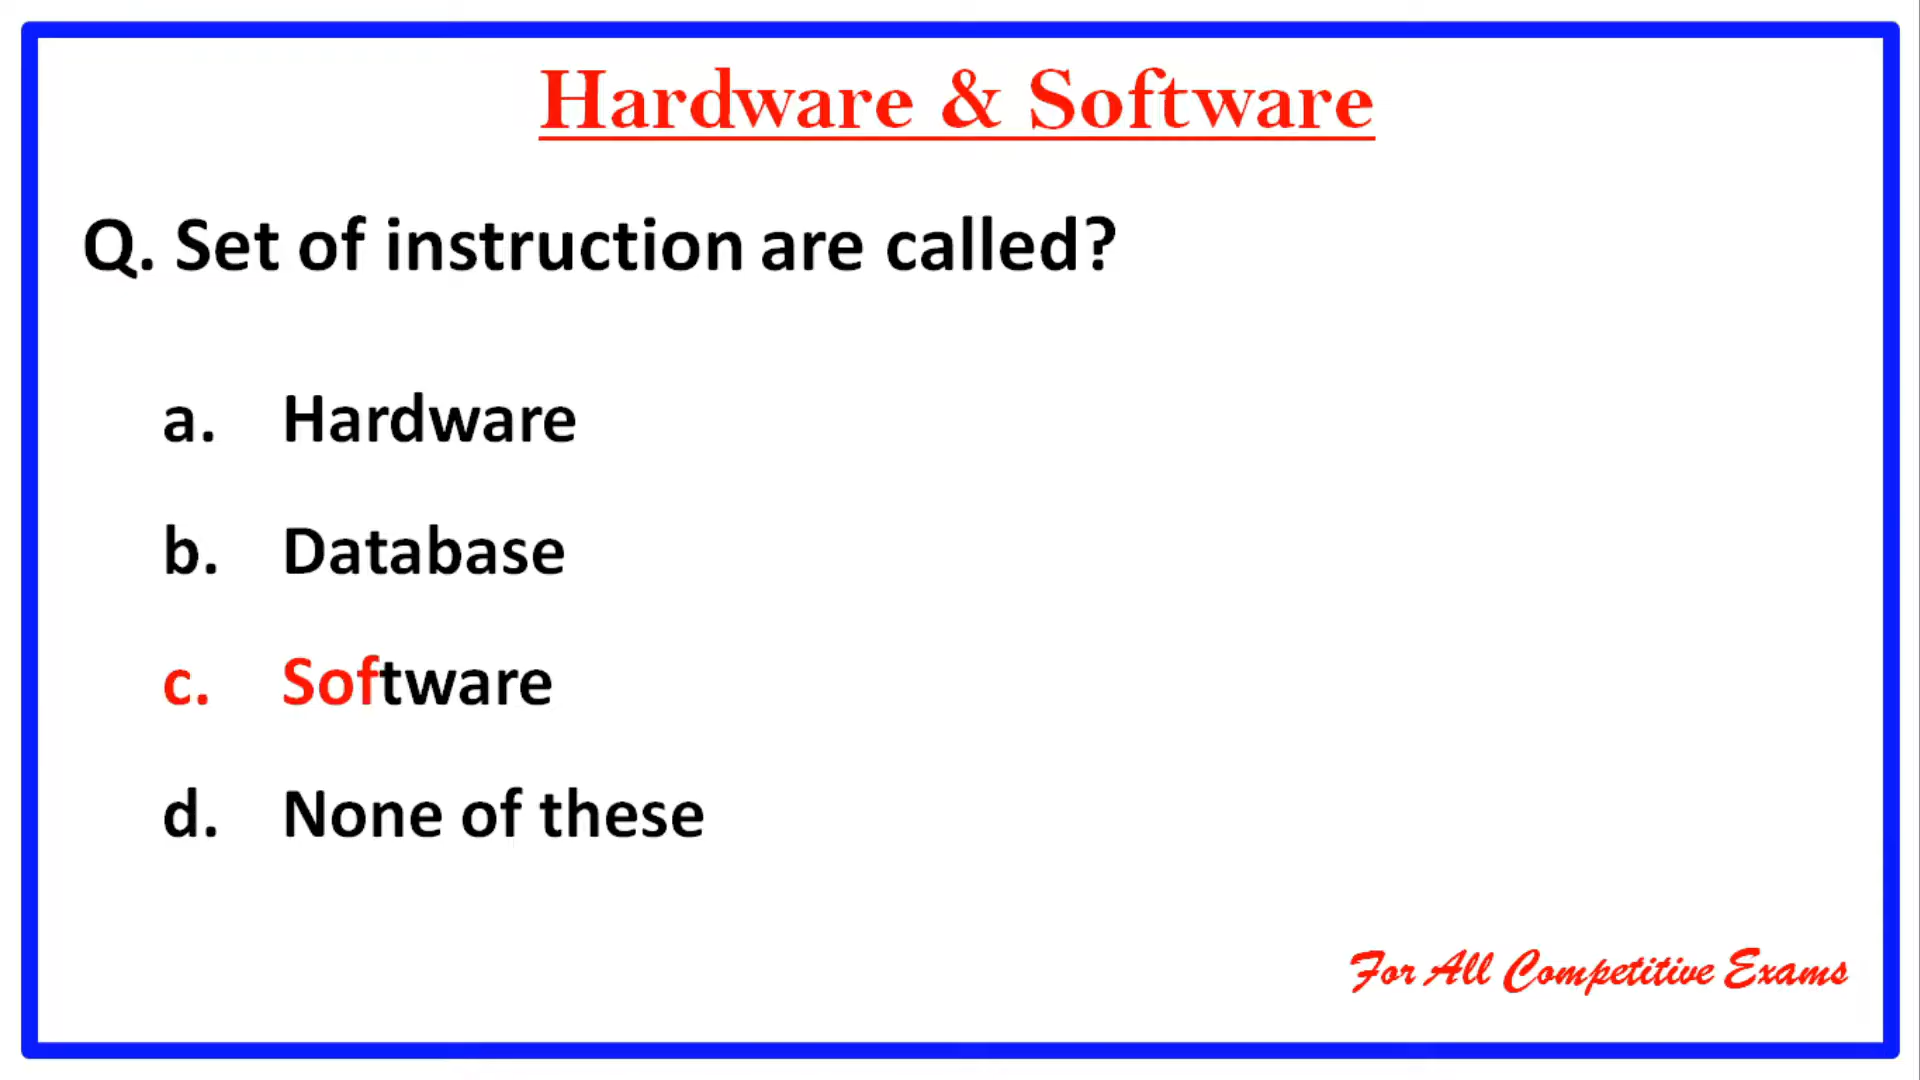 Hardware & Software
Q. Set of instruction are called?
a. Hardware
b. Database
c. Software
d. None of these
For All Competitive Exams